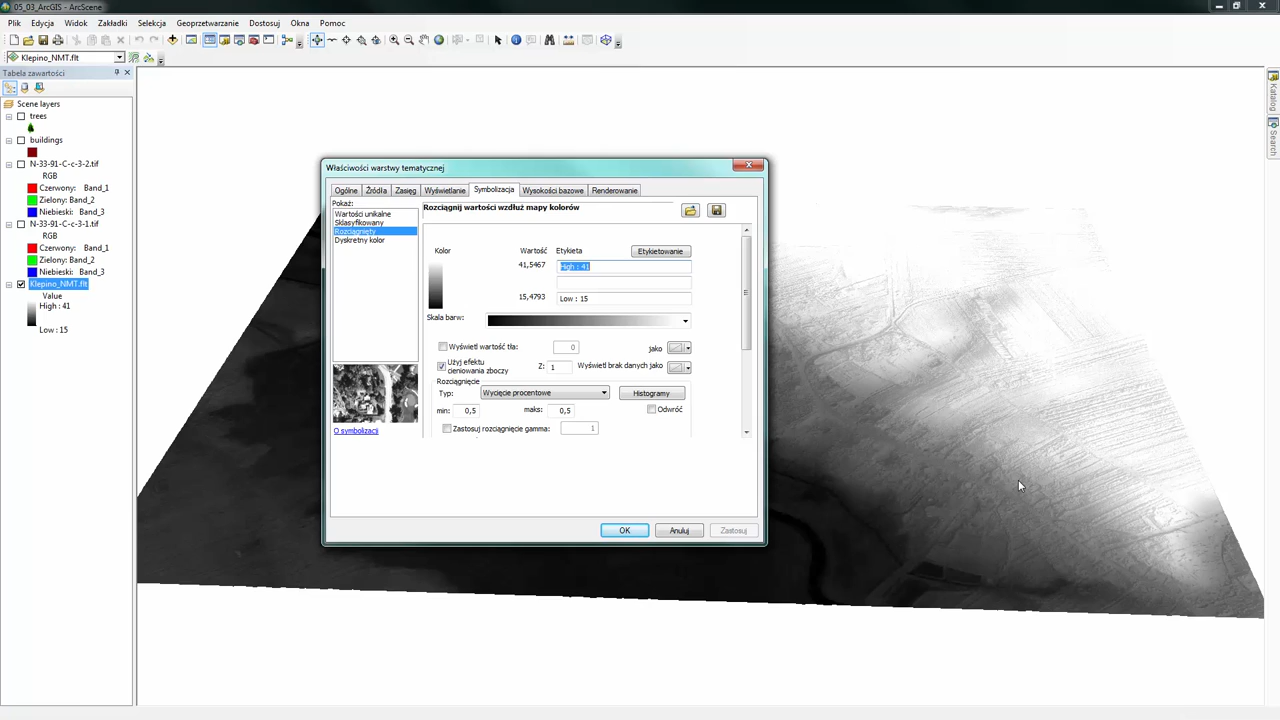 05_03_ArcGIS - ArcScene
Plik Edycja Widok Zakładki Selekcja Geoprzetwarzanie Dostosuj Okna Pomoc
Klepino_NMT.flt
Tabela zawartości
Scene layers
trees
buildings
N-33-91-C-c-3-2.tif
RGB
Czerwony: Band_1
Zielony: Band_2
Niebieski: Band_3
N-33-91-C-c-3-1.tif
RGB
Czerwony: Band_1
Zielony: Band_2
Niebieski: Band_3
Klepino_NMT.flt
Value
High : 41
Low : 15
Właściwości warstwy tematycznej
Ogólne Źródła Zasięg Wyświetlanie Symbolizacja Wysokości bazowe Renderowanie
Pokaż:
Wartości unikalne
Sklasyfikowany
Rozciągnięty
Dyskretny kolor
O symbolizacji
Rozciągnij wartości wzdłuż mapy kolorów
Kolor Wartość Etykieta Etykietowanie
41,5467 High : 41
15,4793 Low : 15
Skala barw:
Wyświetl wartość tła: 0 jako
Użyj efektu cieniowania zboczy Z: 1 Wyświetl brak danych jako
Rozciągnięcie
Typ: Wycięcie procentowe Histogramy
min: 0,5 maks: 0,5 Odwróć
Zastosuj rozciągnięcie gamma: 1
OK Anuluj Zastosuj
Katalog
Search